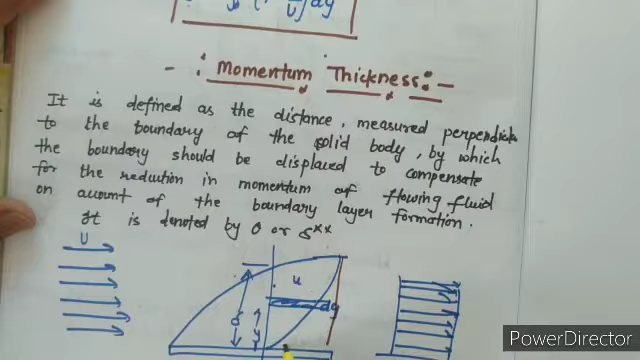 - : Momentum Thickness: -
It is defined as the distance, measured perpendicular
to the boundary of the solid body, by which
the boundary should be displaced to compensate
for the reduction in momentum of flowing fluid
on account of the boundary layer formation.
It is denoted by θ or δ**
U
u
dy
δ
y
PowerDirector